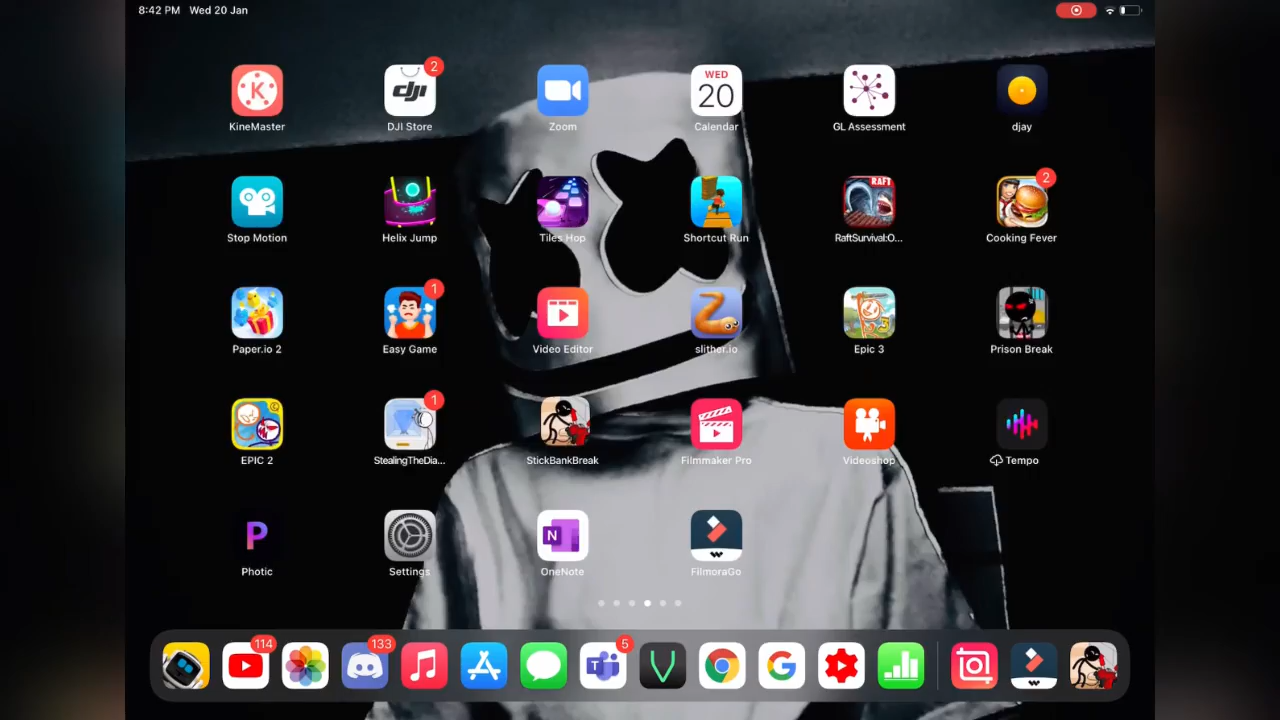 8:42 PM Wed 20 Jan
2
K
dji
WED
20
KineMaster
DJI Store
Zoom
Calendar
GL Assessment
djay
RAFT
2
Stop Motion
Helix Jump
Tiles Hop
Shortcut Run
RaftSurvival:O...
Cooking Fever
1
Paper.io 2
Easy Game
Video Editor
slither.io
Epic 3
Prison Break
1
EPIC 2
StealingTheDia...
StickBankBreak
Filmmaker Pro
Videoshop
Tempo
P
N
Photic
Settings
OneNote
FilmoraGo
114
133
5
T
G